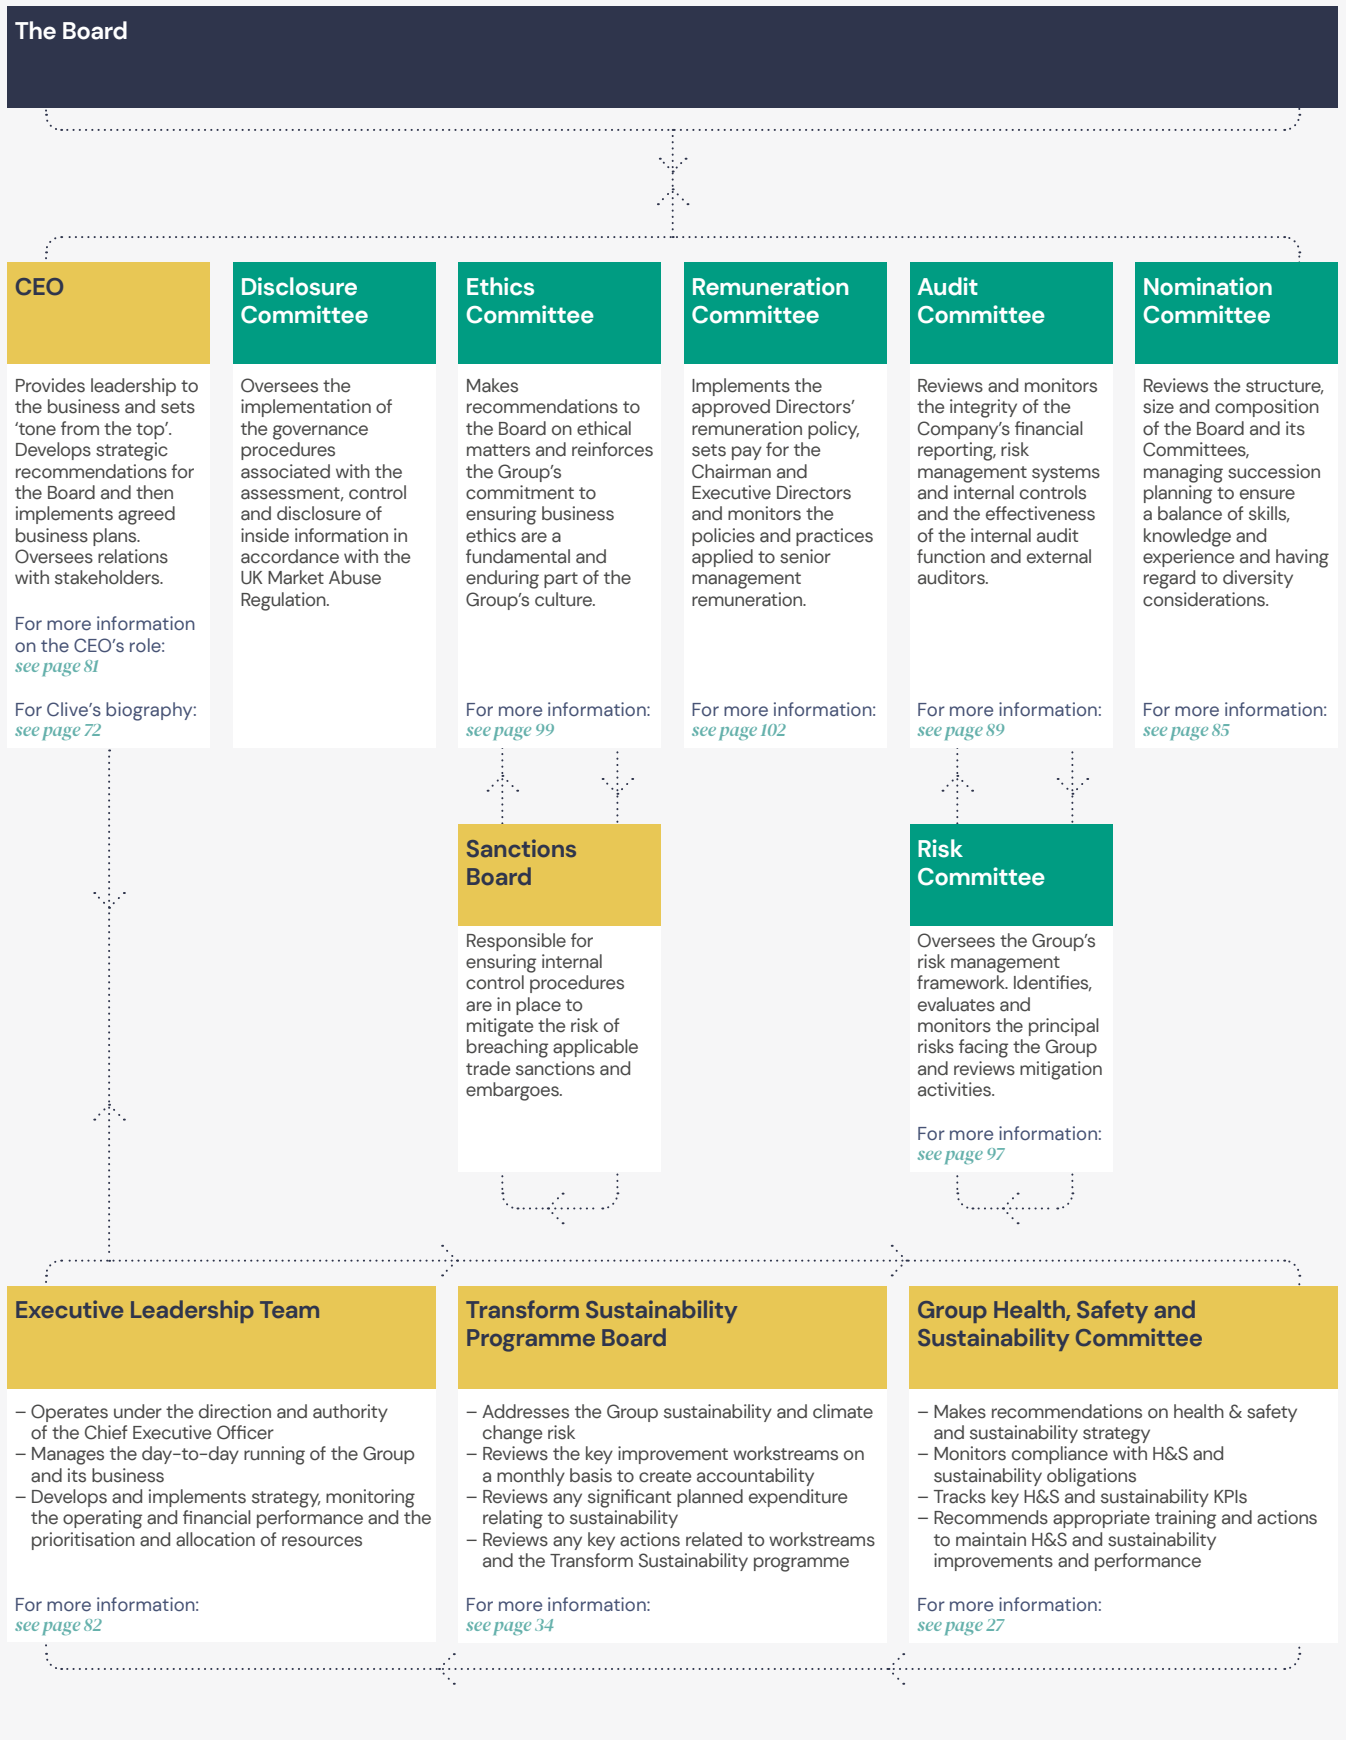 The Board
CEO
Provides leadership to
the business and sets
‘tone from the top’.
Develops strategic
recommendations for
the Board and then
implements agreed
business plans.
Oversees relations
with stakeholders.
For more information
on the CEO’s role:
see page 81
For Clive’s biography:
see page 72
Disclosure
Committee
Oversees the
implementation of
the governance
procedures
associated with the
assessment, control
and disclosure of
inside information in
accordance with the
UK Market Abuse
Regulation.
Ethics
Committee
Makes
recommendations to
the Board on ethical
matters and reinforces
the Group’s
commitment to
ensuring business
ethics are a
fundamental and
enduring part of the
Group’s culture.
For more information:
see page 99
Remuneration
Committee
Implements the
approved Directors’
remuneration policy,
sets pay for the
Chairman and
Executive Directors
and monitors the
policies and practices
applied to senior
management
remuneration.
For more information:
see page 102
Audit
Committee
Reviews and monitors
the integrity of the
Company’s financial
reporting, risk
management systems
and internal controls
and the effectiveness
of the internal audit
function and external
auditors.
For more information:
see page 89
Nomination
Committee
Reviews the structure,
size and composition
of the Board and its
Committees,
managing succession
planning to ensure
a balance of skills,
knowledge and
experience and having
regard to diversity
considerations.
For more information:
see page 85
Sanctions
Board
Responsible for
ensuring internal
control procedures
are in place to
mitigate the risk of
breaching applicable
trade sanctions and
embargoes.
Risk
Committee
Oversees the Group’s
risk management
framework. Identifies,
evaluates and
monitors the principal
risks facing the Group
and reviews mitigation
activities.
For more information:
see page 97
Executive Leadership Team
– Operates under the direction and authority
of the Chief Executive Officer
– Manages the day-to-day running of the Group
and its business
– Develops and implements strategy, monitoring
the operating and financial performance and the
prioritisation and allocation of resources
For more information:
see page 82
Transform Sustainability
Programme Board
– Addresses the Group sustainability and climate
change risk
– Reviews the key improvement workstreams on
a monthly basis to create accountability
– Reviews any significant planned expenditure
relating to sustainability
– Reviews any key actions related to workstreams
and the Transform Sustainability programme
For more information:
see page 34
Group Health, Safety and
Sustainability Committee
– Makes recommendations on health & safety
and sustainability strategy
– Monitors compliance with H&S and
sustainability obligations
– Tracks key H&S and sustainability KPIs
– Recommends appropriate training and actions
to maintain H&S and sustainability
improvements and performance
For more information:
see page 27